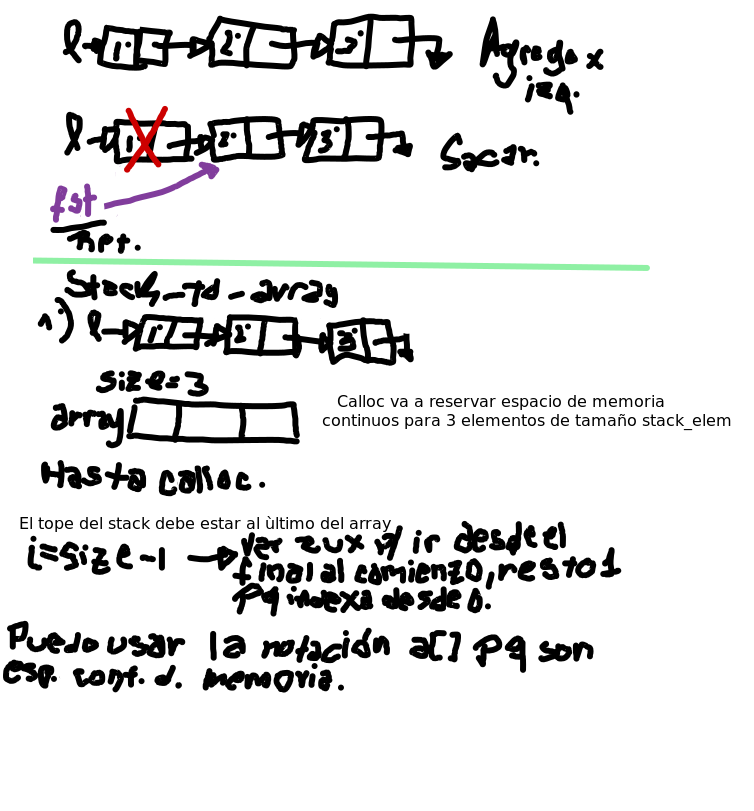 l 1° 2° 3° Agrego x
izq.
l 1° 2° 3° Sacar.
fst
rpt.
Stack_to_array
1°) l 1° 2° 3°
size=3
array
Calloc va a reservar espacio de memoria
continuos para 3 elementos de tamaño stack_elem
Hasta calloc.
El tope del stack debe estar al ùltimo del array
i=size-1 → Var aux p/ ir desde el
final al comienzo, resto 1
pq indexa desde 0.
Puedo usar la notación a[] pq son
esp. cont. d. memoria.